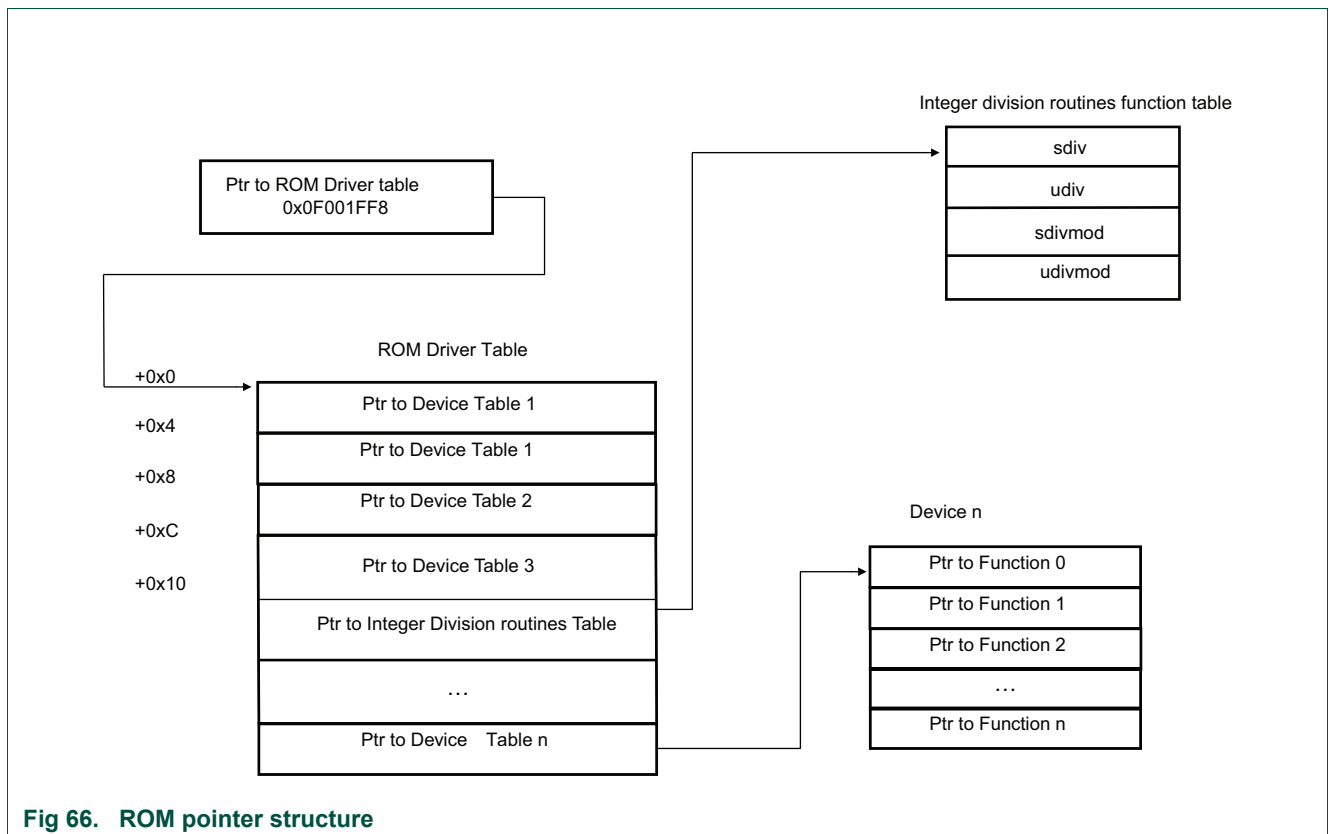 Integer division routines function table
sdiv
udiv
sdivmod
udivmod
Ptr to ROM Driver table
0x0F001FF8
ROM Driver Table
+0x0
+0x4
+0x8
+0xC
+0x10
Ptr to Device Table 1
Ptr to Device Table 1
Ptr to Device Table 2
Ptr to Device Table 3
Ptr to Integer Division routines Table
…
Ptr to Device Table n
Device n
Ptr to Function 0
Ptr to Function 1
Ptr to Function 2
…
Ptr to Function n
Fig 66. ROM pointer structure